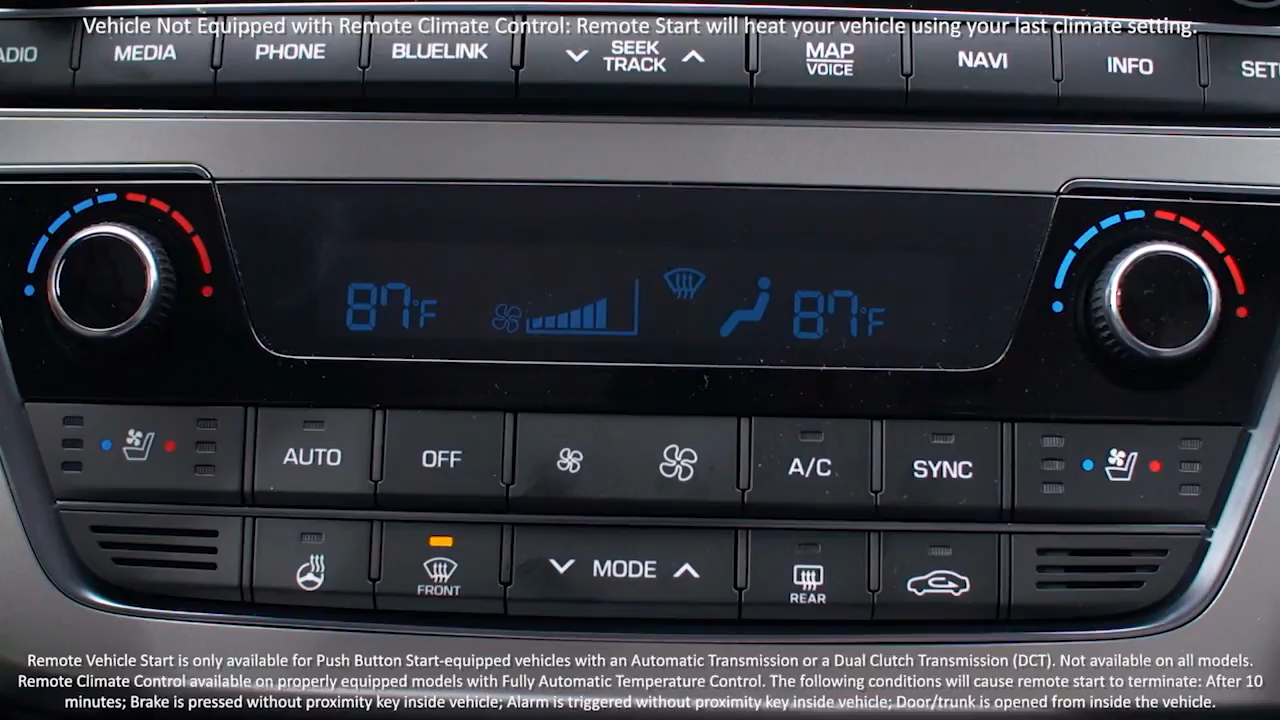 Vehicle Not Equipped with Remote Climate Control: Remote Start will heat your vehicle using your last climate setting.
MEDIA PHONE BLUELINK SEEK TRACK MAP VOICE NAVI INFO
87°F 87°F
AUTO OFF A/C SYNC
FRONT MODE REAR
Remote Vehicle Start is only available for Push Button Start-equipped vehicles with an Automatic Transmission or a Dual Clutch Transmission (DCT). Not available on all models.
Remote Climate Control available on properly equipped models with Fully Automatic Temperature Control. The following conditions will cause remote start to terminate: After 10
minutes; Brake is pressed without proximity key inside vehicle; Alarm is triggered without proximity key inside vehicle; Door/trunk is opened from inside the vehicle.